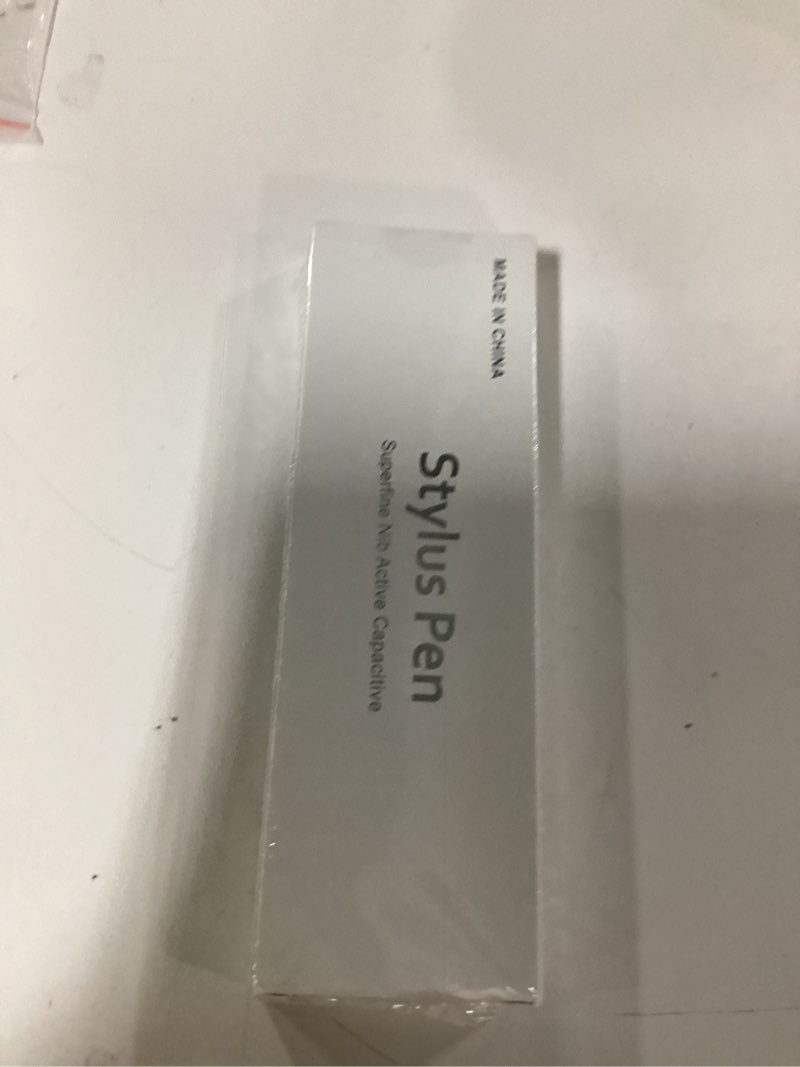 MADE IN CHINA
Stylus Pen
Superfine Nib Active Capacitive